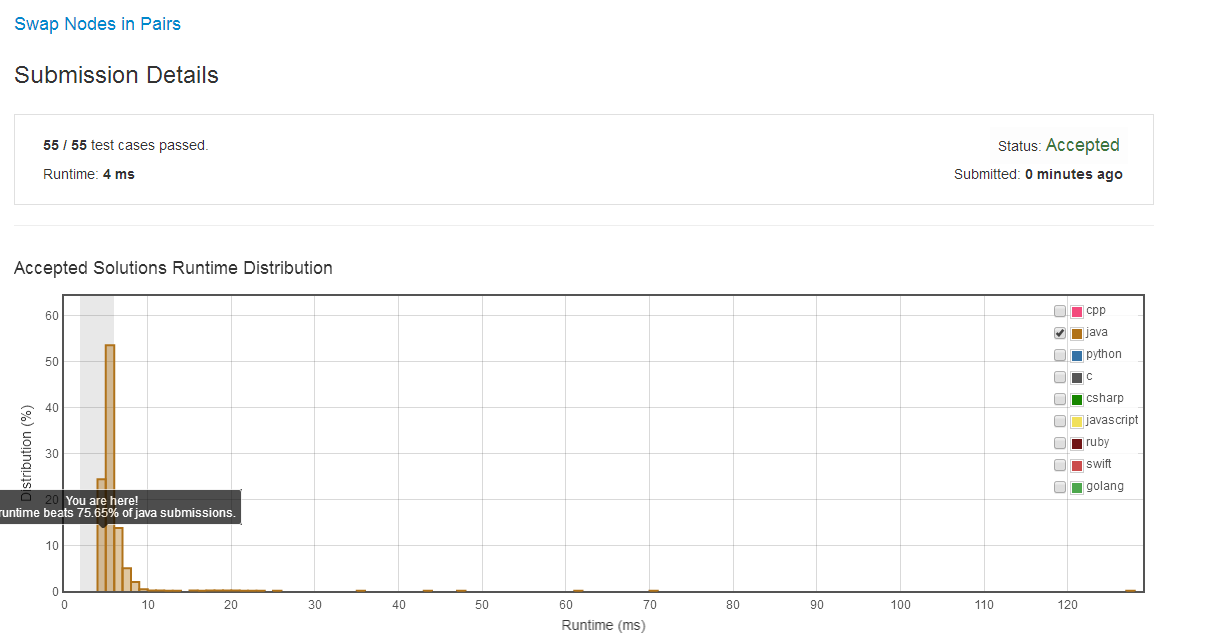 Swap Nodes in Pairs
Submission Details
55 / 55 test cases passed.
Status: Accepted
Runtime: 4 ms
Submitted: 0 minutes ago
Accepted Solutions Runtime Distribution
60
50
40
30
20
10
0
Distribution (%)
You are here!
runtime beats 75.65% of java submissions.
cpp
java
python
c
csharp
javascript
ruby
swift
golang
0 10 20 30 40 50 60 70 80 90 100 110 120
Runtime (ms)